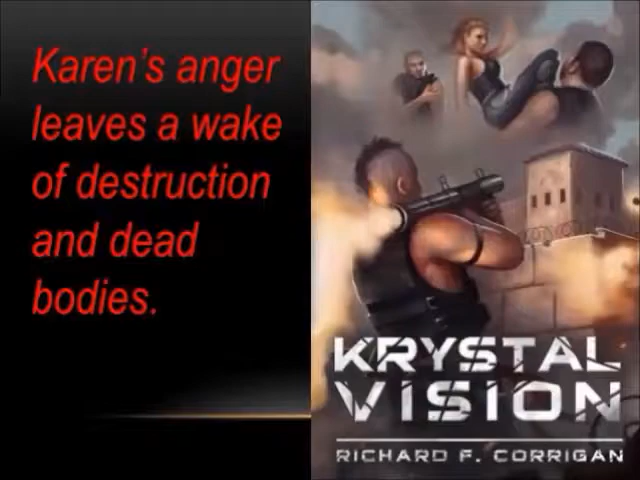 Karen’s anger
leaves a wake
of destruction
and dead
bodies.
KRYSTAL
VISION
RICHARD F. CORRIGAN